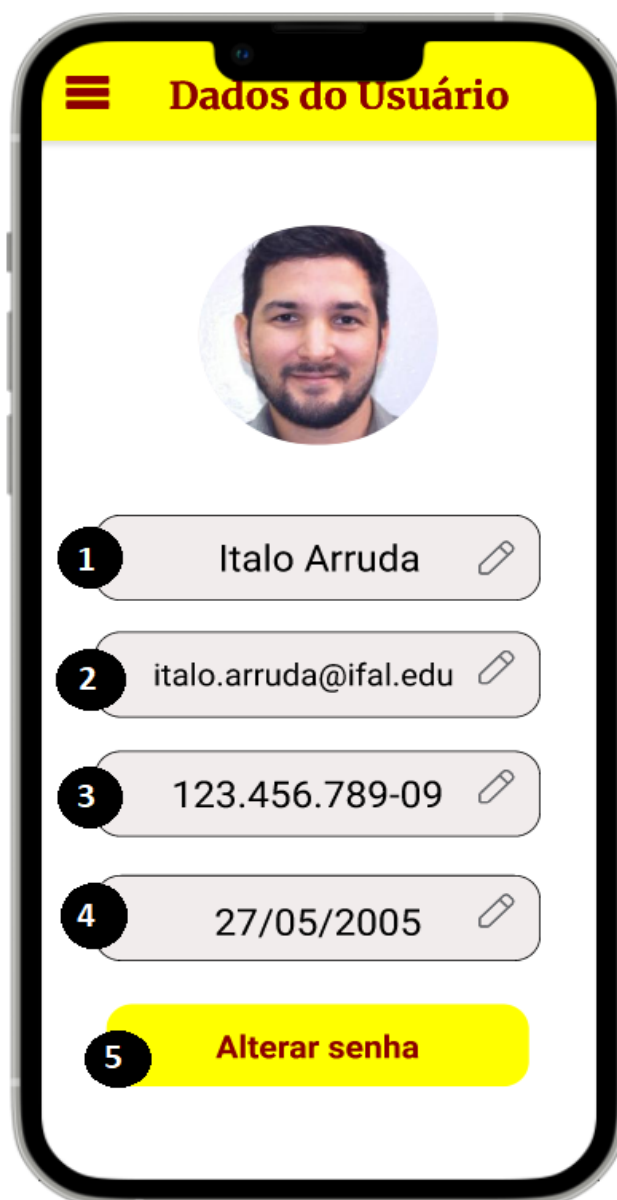 Dados do Usuário
1 Italo Arruda
2 italo.arruda@ifal.edu
3 123.456.789-09
4 27/05/2005
5 Alterar senha